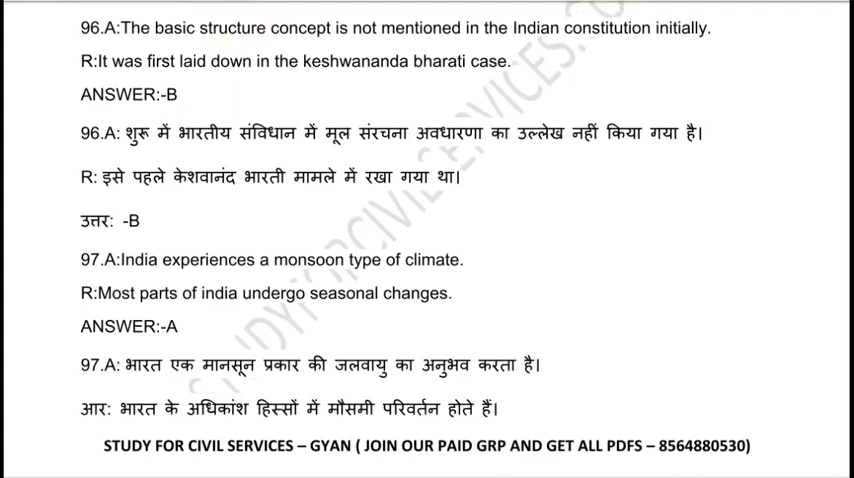 96.A:The basic structure concept is not mentioned in the Indian constitution initially.
R:It was first laid down in the keshwananda bharati case.
ANSWER:-B
96.A: शुरू में भारतीय संविधान में मूल संरचना अवधारणा का उल्लेख नहीं किया गया है।
R: इसे पहले केशवानंद भारती मामले में रखा गया था।
उत्तर: -B
97.A:India experiences a monsoon type of climate.
R:Most parts of india undergo seasonal changes.
ANSWER:-A
97.A: भारत एक मानसून प्रकार की जलवायु का अनुभव करता है।
आर: भारत के अधिकांश हिस्सों में मौसमी परिवर्तन होते हैं।
STUDY FOR CIVIL SERVICES – GYAN ( JOIN OUR PAID GRP AND GET ALL PDFS – 8564880530)
STUDYFORCIVILSERVICES.CO